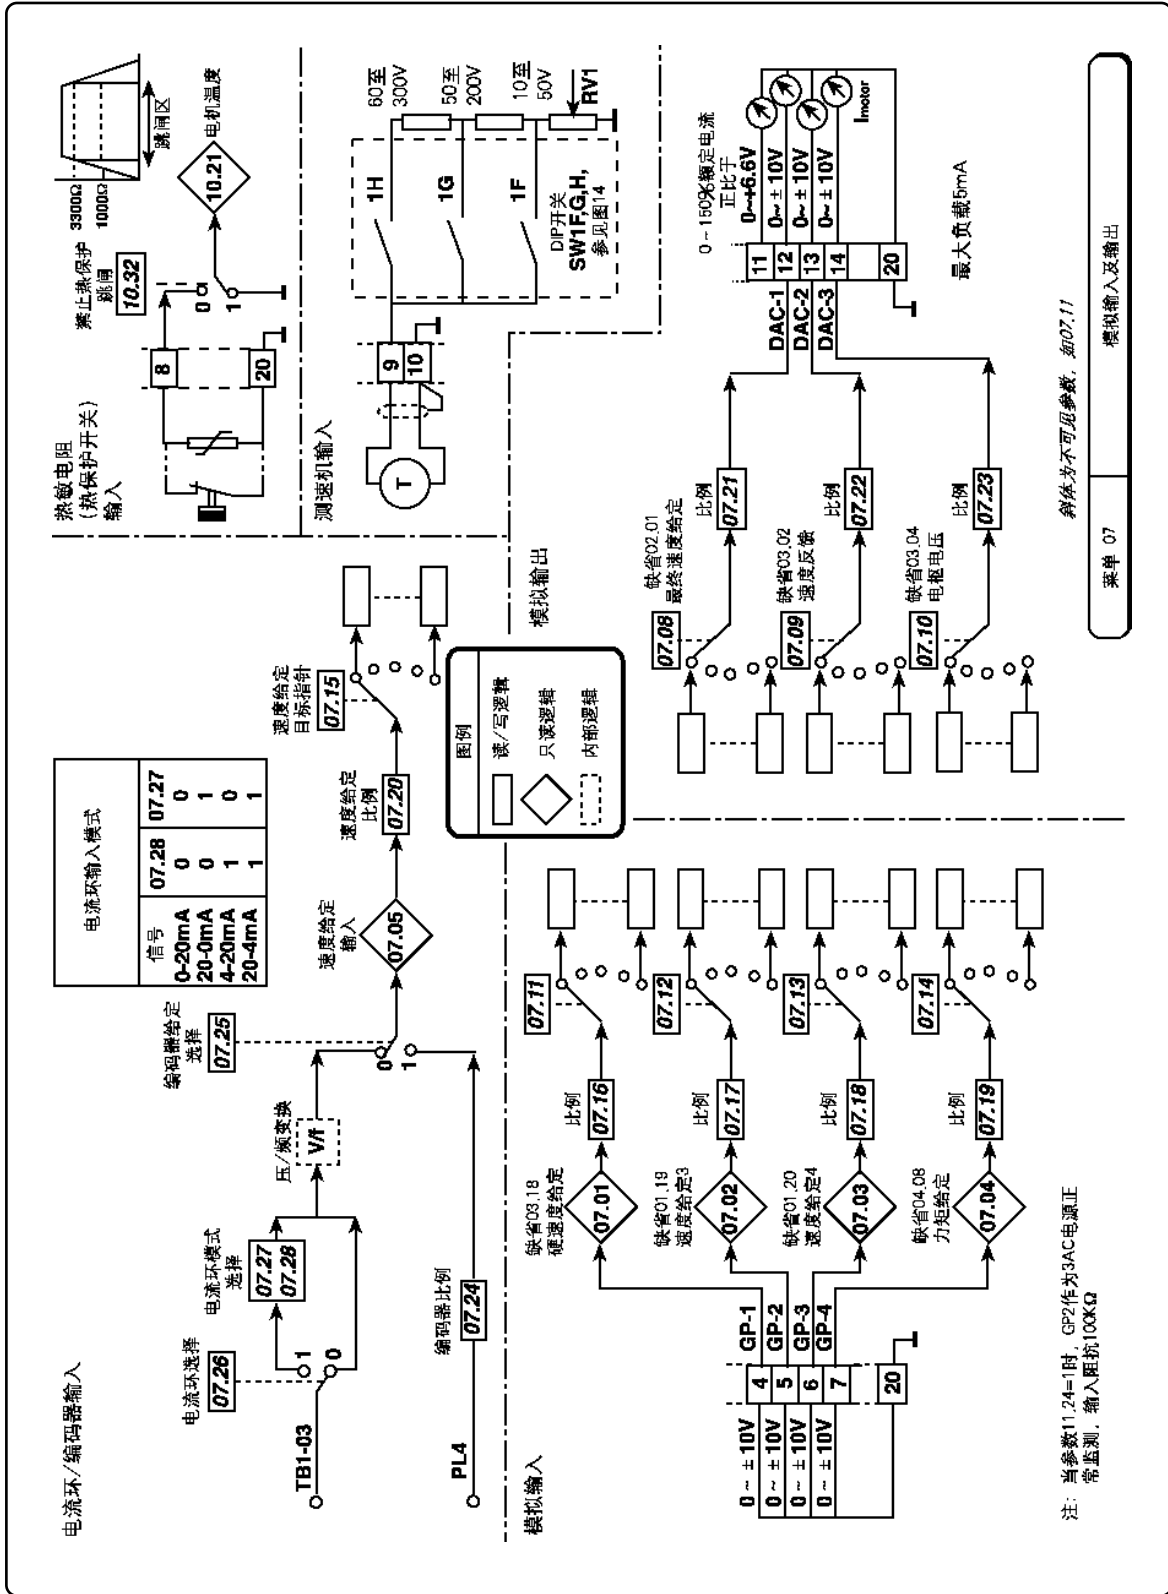 电流环/编码器输入
电流环选择
07.26
TB1-03
1
0
电流环模式
选择
07.27
07.28
压/频变换
V/f
编码器给定
选择
07.25
0
1
PL4
编码器比例
07.24
电流环输入模式
信号 07.28 07.27
0-20mA 0 0
20-0mA 0 1
4-20mA 1 0
20-4mA 1 1
速度给定
输入
07.05
速度给定
比例
07.20
速度给定
目标指针
07.15
热敏电阻
(热保护开关)
输入
8
20
禁止热保护
跳闸
10.32
0
1
3300Ω
1000Ω
跳闸区
10.21
电机温度
测速机输入
T
9
10
1H
1G
1F
DIP开关
SW1F,G,H,
参见图14
60至
300V
50至
200V
10至
50V
RV1
图例
读/写逻辑
只读逻辑
内部逻辑
模拟输入
0~±10V
0~±10V
0~±10V
0~±10V
4
5
6
7
20
GP-1
GP-2
GP-3
GP-4
缺省03.18
硬速度给定
07.01
比例
07.16
07.11
缺省01.19
速度给定3
07.02
比例
07.17
07.12
缺省01.20
速度给定4
07.03
比例
07.18
07.13
缺省04.08
力矩给定
07.04
比例
07.19
07.14
注: 当参数11.24=1时, GP2作为3AC电源正
常监测, 输入阻抗100KΩ
模拟输出
07.08
缺省02.01
最终速度给定
比例
07.21
07.09
缺省03.02
速度反馈
比例
07.22
07.10
缺省03.04
电枢电压
比例
07.23
DAC-1
DAC-2
DAC-3
11
12
13
14
20
0~150%额定电流
正比于
0~+6.6V
0~±10V
0~±10V
0~±10V
Imotor
最大负载5mA
斜体为不可见参数, 如07.11
菜单 07
模拟输入及输出